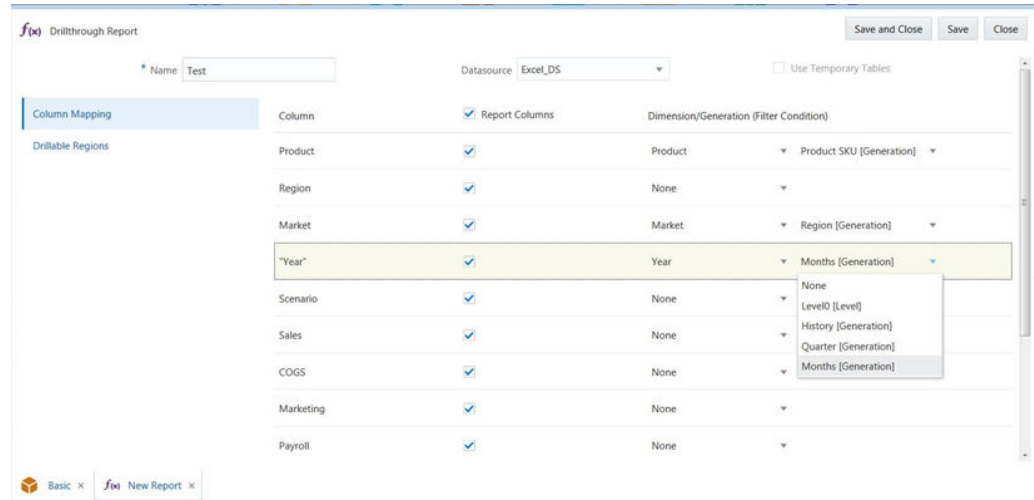 f(x) Drillthrough Report Save and Close Save Close
* Name Test Datasource Excel_DS Use Temporary Tables
Column Mapping
Drillable Regions
Column Report Columns Dimension/Generation (Filter Condition)
Product Product Product SKU [Generation]
Region None
Market Market Region [Generation]
"Year" Year Months [Generation]
None
Level0 [Level]
History [Generation]
Quarter [Generation]
Months [Generation]
Scenario None
Sales None
COGS None
Marketing None
Payroll None
Basic × f(x) New Report ×